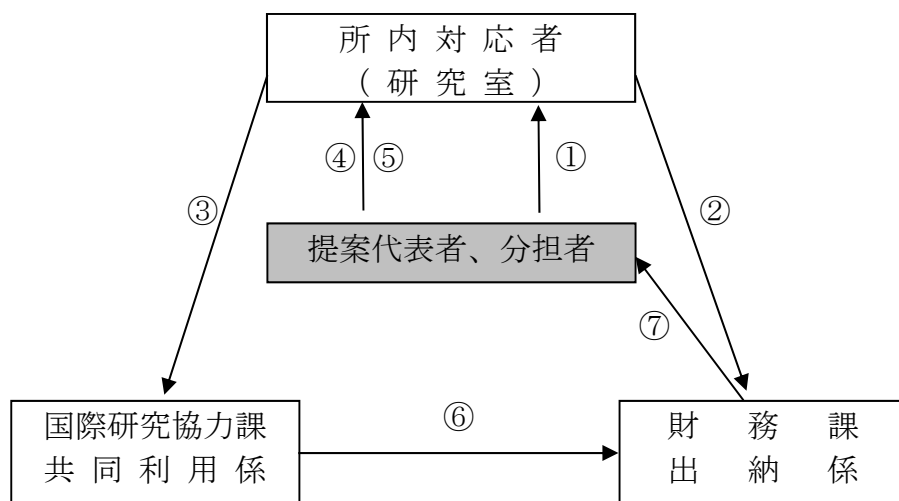 所内対応者
(研究室)
④ ⑤ ①
③ ②
提案代表者、分担者
⑦
⑥
国際研究協力課
共同利用係
財務課
出納係